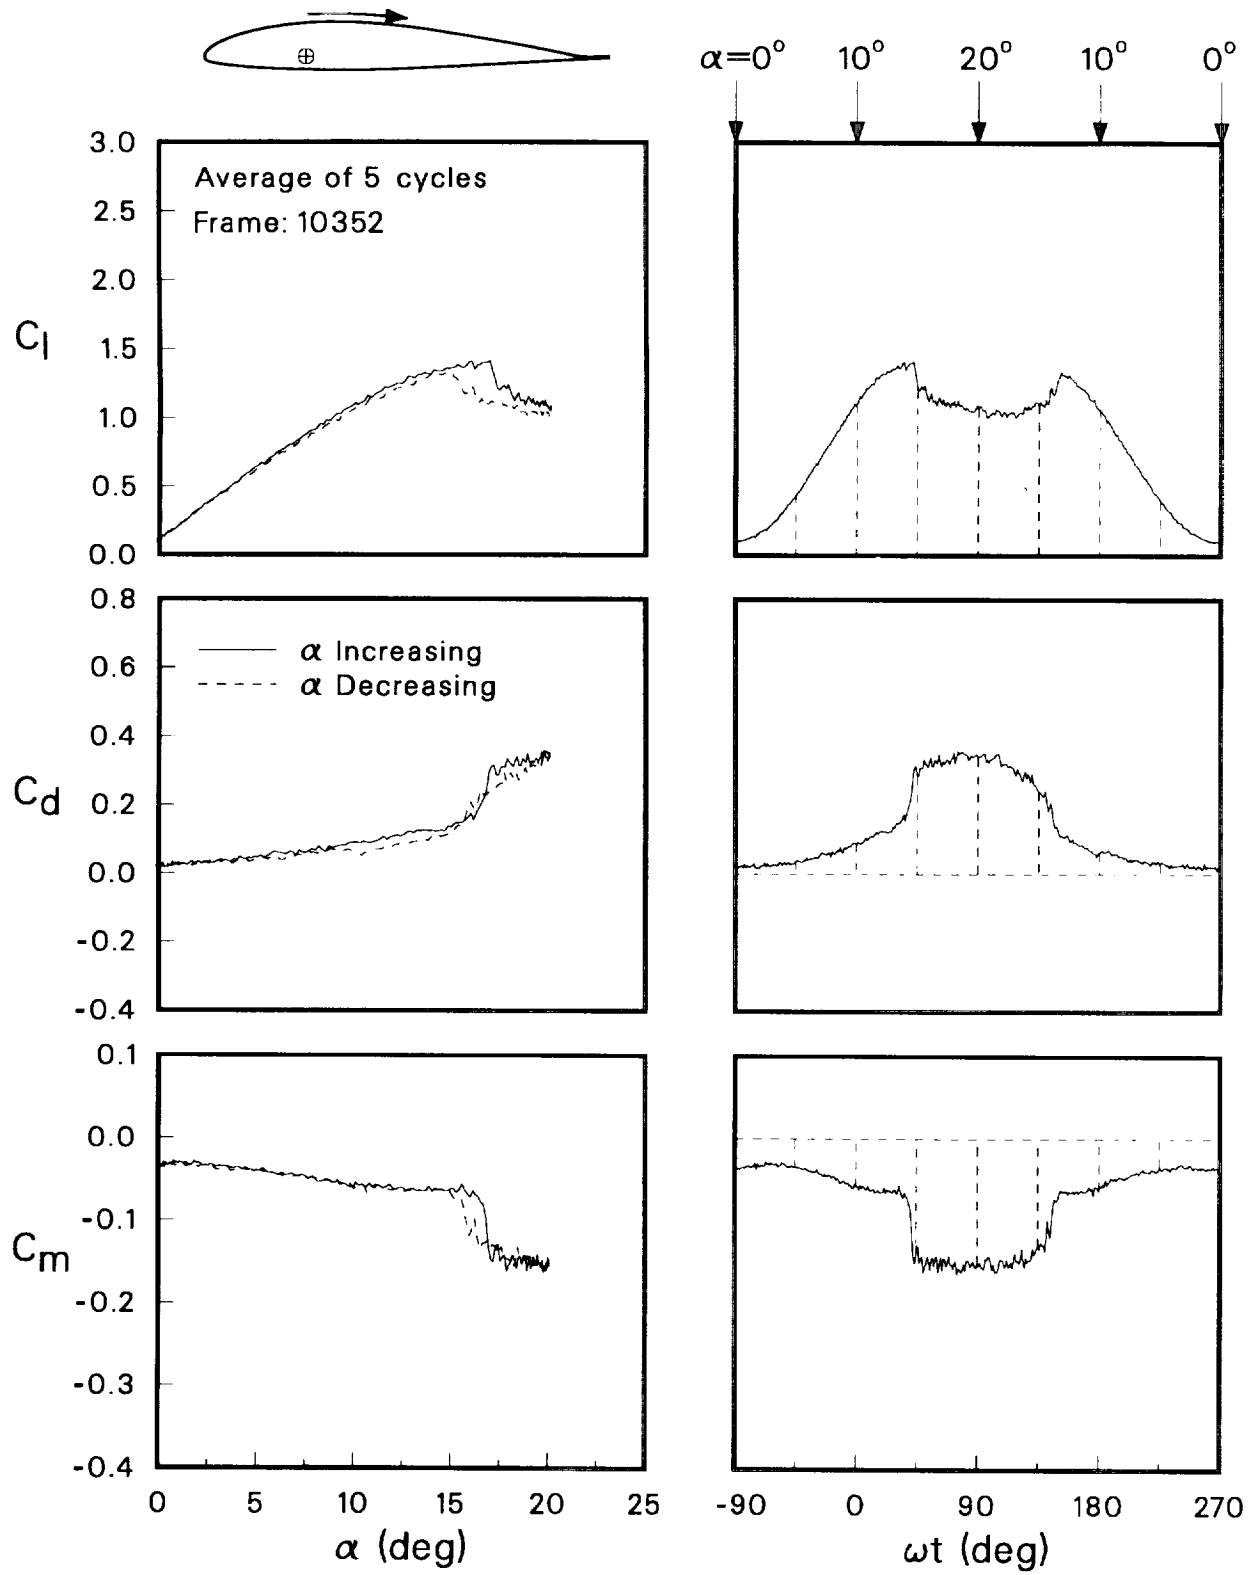 α=0° 10° 20° 10° 0°
Average of 5 cycles
Frame: 10352
3.0
2.5
2.0
1.5
1.0
0.5
0.0
Cl
α Increasing
α Decreasing
0.8
0.6
0.4
0.2
0.0
-0.2
-0.4
Cd
0.1
0.0
-0.1
-0.2
-0.3
-0.4
Cm
0 5 10 15 20 25
α (deg)
-90 0 90 180 270
ωt (deg)